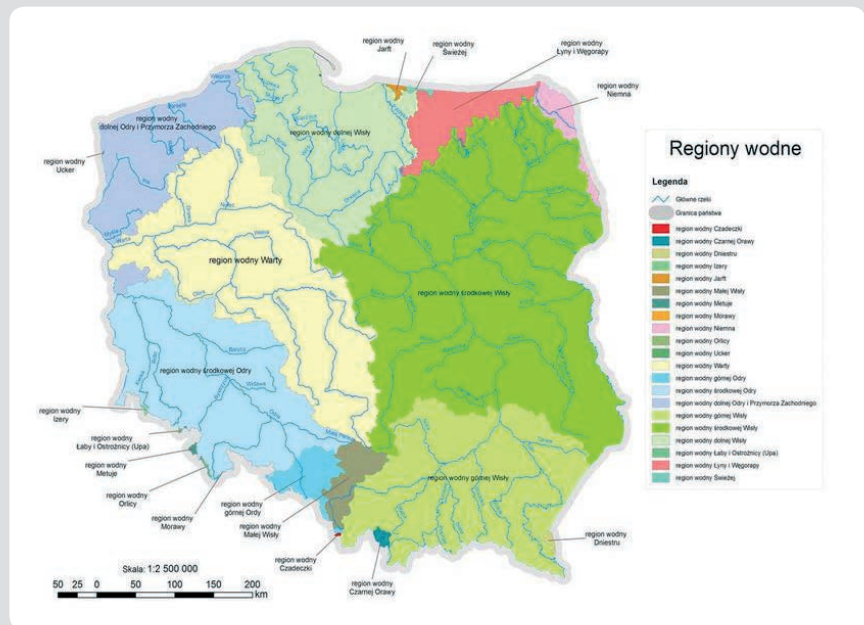 region wodny
Jarft
region wodny
Świeżej
region wodny
Łyny i Węgorapy
region wodny
Niemna
region wodny
dolnej Odry i Przymorza Zachodniego
region wodny dolnej Wisły
region wodny
Ucker
Noteć
Warta
region wodny Warty
region wodny środkowej Wisły
Barycz
region wodny środkowej Odry
Widawa
region wodny
Izery
region wodny
Łaby i Ostrożnicy (Upa)
region wodny
Metuje
region wodny
Orlicy
region wodny
Morawy
region wodny
górnej Ordy
region wodny
Małej Wisły
region wodny
Czadeczki
region wodny
Czarnej Orawy
region wodny górnej Wisły
region wodny
Dniestru
Skala: 1:2 500 000
50 25 0 50 100 150 200
km
Regiony wodne
Legenda
Główne rzeki
Granica państwa
region wodny Czadeczki
region wodny Czarnej Orawy
region wodny Dniestru
region wodny Izery
region wodny Jarft
region wodny Małej Wisły
region wodny Metuje
region wodny Morawy
region wodny Niemna
region wodny Orlicy
region wodny Ucker
region wodny Warty
region wodny górnej Odry
region wodny środkowej Odry
region wodny dolnej Odry i Przymorza Zachodniego
region wodny górnej Wisły
region wodny środkowej Wisły
region wodny dolnej Wisły
region wodny Łaby i Ostrożnicy (Upa)
region wodny Łyny i Węgorapy
region wodny Świeżej